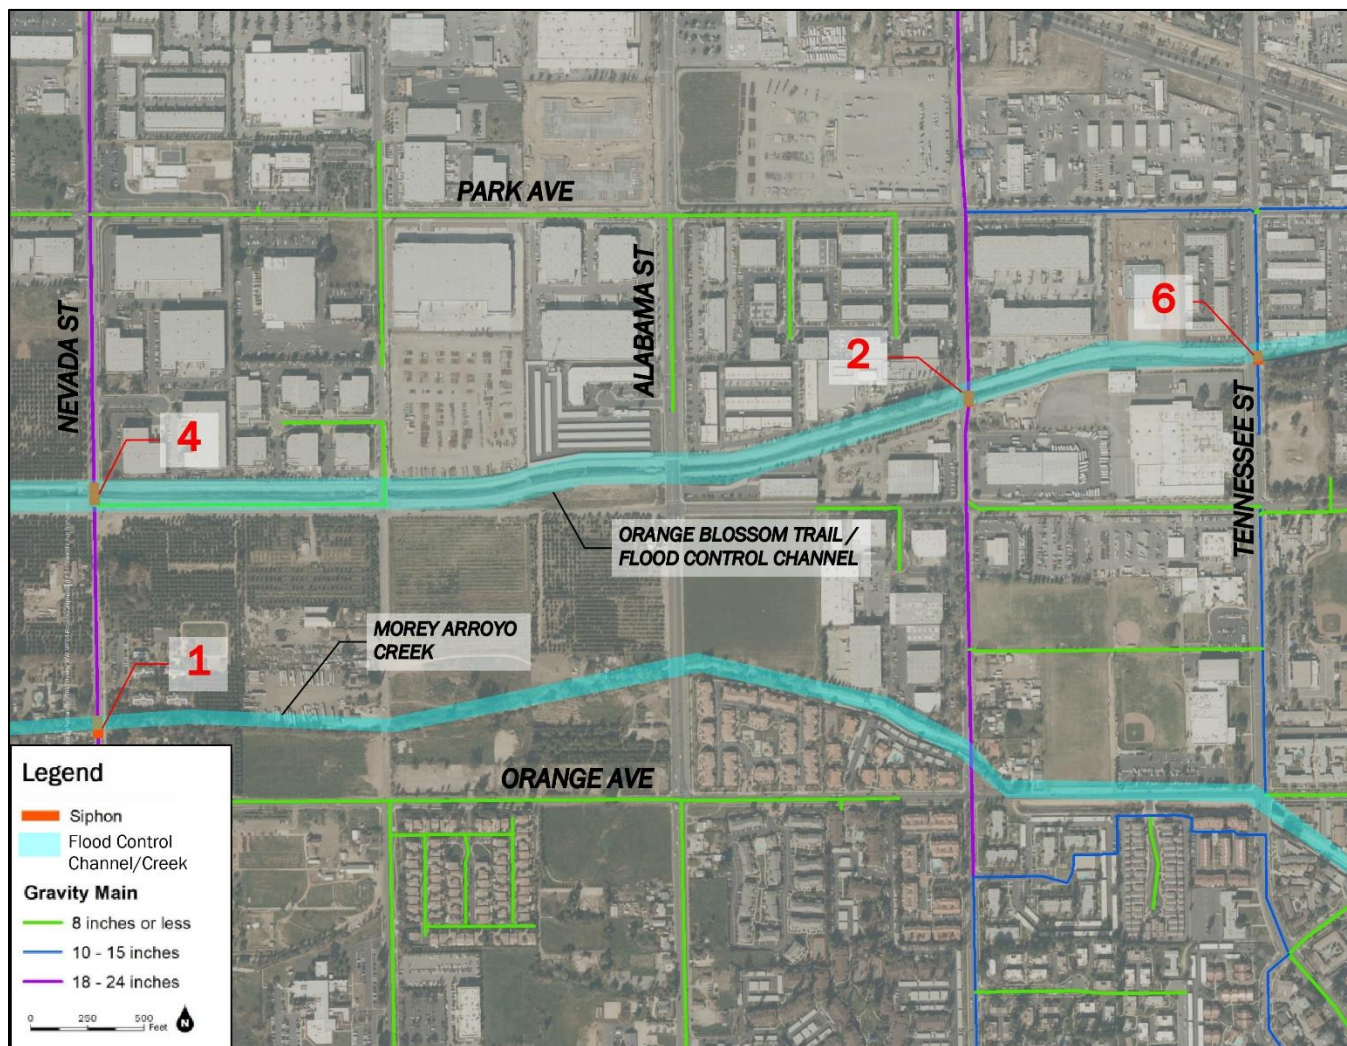 PARK AVE
NEVADA ST
ALABAMA ST
TENNESSEE ST
6
2
4
ORANGE BLOSSOM TRAIL /
FLOOD CONTROL CHANNEL
MOREY ARROYO
CREEK
1
ORANGE AVE
Legend
Siphon
Flood Control
Channel/Creek
Gravity Main
8 inches or less
10 - 15 inches
18 - 24 inches
0 250 500
Feet
N